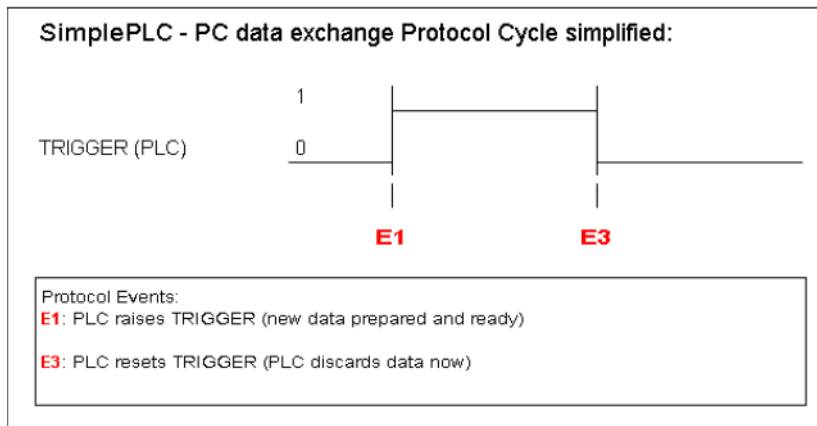 SimplePLC - PC data exchange Protocol Cycle simplified:
1
TRIGGER (PLC) 0
E1 E3
Protocol Events:
E1: PLC raises TRIGGER (new data prepared and ready)
E3: PLC resets TRIGGER (PLC discards data now)